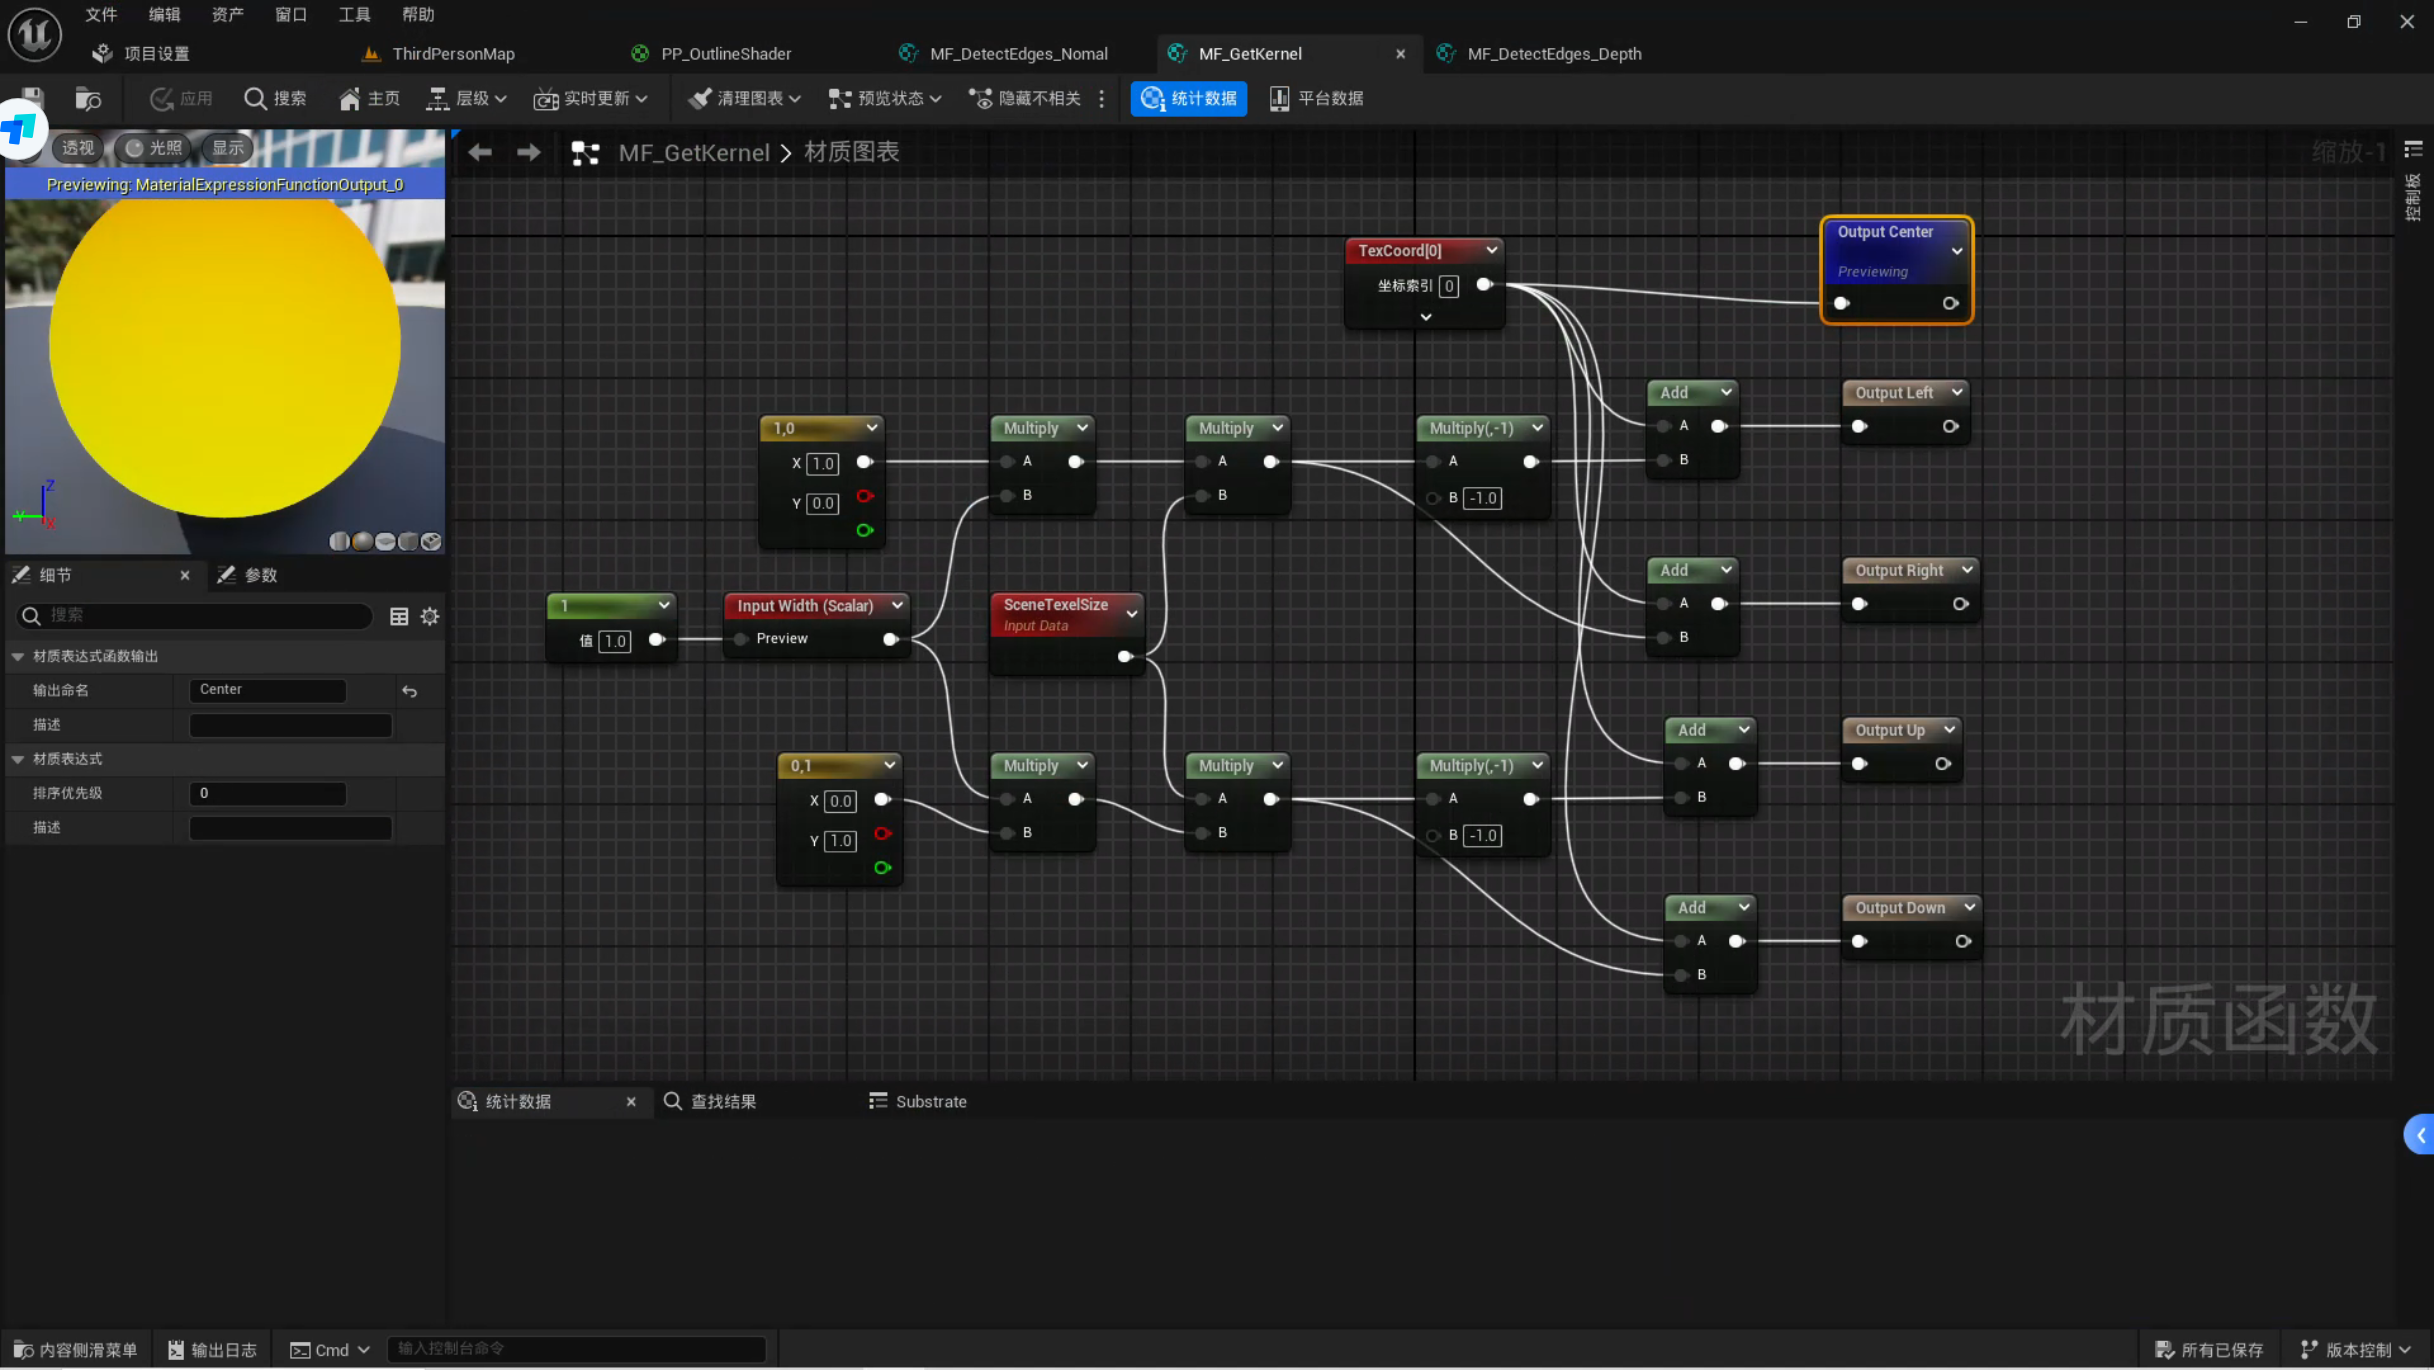 文件 编辑 资产 窗口 工具 帮助
项目设置 ThirdPersonMap PP_OutlineShader MF_DetectEdges_Nomal MF_GetKernel MF_DetectEdges_Depth
应用 搜索 主页 层级 实时更新 清理图表 预览状态 隐藏不相关 统计数据 平台数据
透视 光照 显示
MF_GetKernel > 材质图表
缩放-1
控制板
Previewing: MaterialExpressionFunctionOutput_0
Z
Y
X
细节 参数
搜索
材质表达式函数输出
输出命名 Center
描述
材质表达式
排序优先级 0
描述
TexCoord[0]
坐标索引 0
Output Center
Previewing
1,0
X 1.0
Y 0.0
Multiply
A
B
Multiply
A
B
Multiply(,-1)
A
B -1.0
Add
A
B
Output Left
1
值 1.0
Input Width (Scalar)
Preview
SceneTexelSize
Input Data
Add
A
B
Output Right
0,1
X 0.0
Y 1.0
Multiply
A
B
Multiply
A
B
Multiply(,-1)
A
B -1.0
Add
A
B
Output Up
Add
A
B
Output Down
材质函数
统计数据 查找结果 Substrate
内容侧滑菜单 输出日志 Cmd 输入控制台命令 所有已保存 版本控制